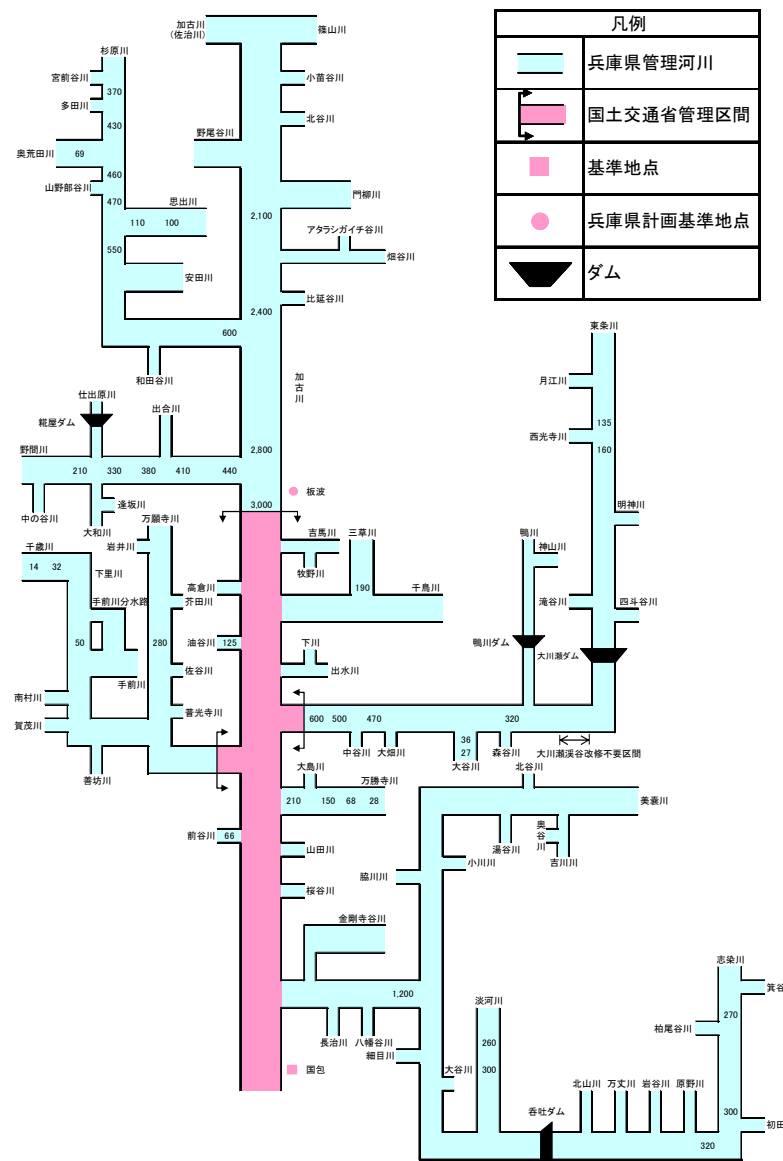 加古川
(佐治川)
篠山川
杉原川
宮前谷川
370
小苗谷川
多田川
430
北谷川
野尾谷川
奥荒田川
69
460
山野部谷川
470
思出川
110
100
門柳川
2,100
アタラシガイチ谷川
550
畑谷川
安田川
比延谷川
2,400
600
和田谷川
加古川
仕出原川
糀屋ダム
出合川
野間川
210
330
380
410
440
2,800
板波
中の谷川
逢坂川
大和川
3,000
万願寺川
岩井川
吉馬川
三草川
牧野川
千歳川
14
32
下里川
高倉川
190
千鳥川
手前川分水路
芥田川
50
280
油谷川
125
下川
出水川
手前川
佐谷川
南村川
普光寺川
賀茂川
善坊川
凡例
兵庫県管理河川
国土交通省管理区間
基準地点
兵庫県計画基準地点
ダム
東条川
月江川
135
西光寺川
160
明神川
鴨川
神山川
滝谷川
四斗谷川
鴨川ダム
大川瀬ダム
600
500
470
320
中谷川
大畑川
36
27
大谷川
森谷川
大川瀬渓谷改修不要区間
大島川
万勝寺川
210
150
68
28
北谷川
美嚢川
前谷川
66
山田川
湯谷川
奥谷川
吉川川
小川川
脇川川
桜谷川
金剛寺谷川
1,200
長治川
八幡谷川
細目川
国包
大谷川
淡河川
260
300
呑吐ダム
北山川
万丈川
岩谷川
原野川
志染川
箕谷
270
柏尾谷川
300
初田
320